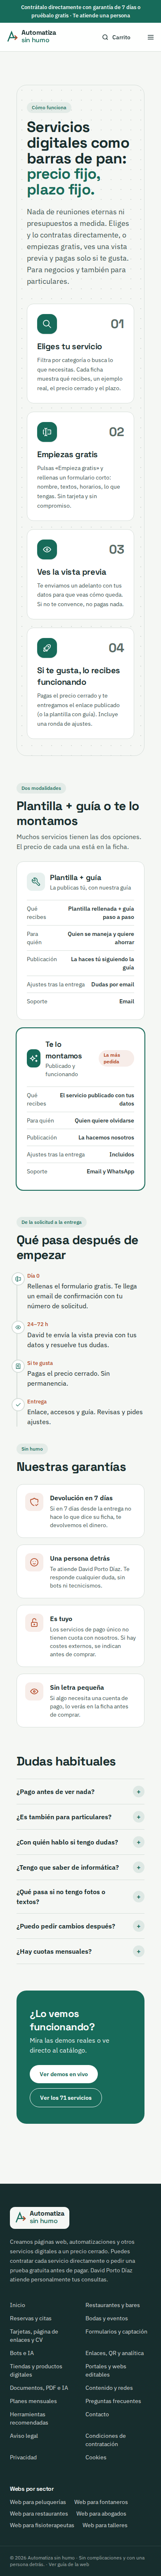 Contrátalo directamente con garantía de 7 días o
pruébalo gratis · Te atiende una persona
Automatiza
sin humo
Carrito
Cómo funciona
Servicios
digitales como
barras de pan:
precio fijo,
plazo fijo.
Nada de reuniones eternas ni
presupuestos a medida. Eliges
y lo contratas directamente, o
empiezas gratis, ves una vista
previa y pagas solo si te gusta.
Para negocios y también para
particulares.
01
Eliges tu servicio
Filtra por categoría o busca lo
que necesitas. Cada ficha
muestra qué recibes, un ejemplo
real, el precio cerrado y el plazo.
02
Empiezas gratis
Pulsas «Empieza gratis» y
rellenas un formulario corto:
nombre, textos, horarios, lo que
tengas. Sin tarjeta y sin
compromiso.
03
Ves la vista previa
Te enviamos un adelanto con tus
datos para que veas cómo queda.
Si no te convence, no pagas nada.
04
Si te gusta, lo recibes
funcionando
Pagas el precio cerrado y te
entregamos el enlace publicado
(o la plantilla con guía). Incluye
una ronda de ajustes.
Dos modalidades
Plantilla + guía o te lo
montamos
Muchos servicios tienen las dos opciones.
El precio de cada una está en la ficha.
Plantilla + guía
La publicas tú, con nuestra guía
Qué recibes Plantilla rellenada + guía paso a paso
Para quién Quien se maneja y quiere ahorrar
Publicación La haces tú siguiendo la guía
Ajustes tras la entrega Dudas por email
Soporte Email
Te lo montamos
Publicado y funcionando
La más pedida
Qué recibes El servicio publicado con tus datos
Para quién Quien quiere olvidarse
Publicación La hacemos nosotros
Ajustes tras la entrega Incluidos
Soporte Email y WhatsApp
De la solicitud a la entrega
Qué pasa después de
empezar
Día 0
Rellenas el formulario gratis. Te llega
un email de confirmación con tu
número de solicitud.
24–72 h
David te envía la vista previa con tus
datos y resuelve tus dudas.
Si te gusta
Pagas el precio cerrado. Sin
permanencia.
Entrega
Enlace, accesos y guía. Revisas y pides
ajustes.
Sin humo
Nuestras garantías
Devolución en 7 días
Si en 7 días desde la entrega no
hace lo que dice su ficha, te
devolvemos el dinero.
Una persona detrás
Te atiende David Porto Díaz. Te
responde cualquier duda, sin
bots ni tecnicismos.
Es tuyo
Los servicios de pago único no
tienen cuota con nosotros. Si hay
costes externos, se indican
antes de comprar.
Sin letra pequeña
Si algo necesita una cuenta de
pago, lo verás en la ficha antes
de comprar.
Dudas habituales
¿Pago antes de ver nada?
¿Es también para particulares?
¿Con quién hablo si tengo dudas?
¿Tengo que saber de informática?
¿Qué pasa si no tengo fotos o
textos?
¿Puedo pedir cambios después?
¿Hay cuotas mensuales?
¿Lo vemos
funcionando?
Mira las demos reales o ve
directo al catálogo.
Ver demos en vivo
Ver los 71 servicios
Automatiza
sin humo
Creamos páginas web, automatizaciones y otros
servicios digitales a un precio cerrado. Puedes
contratar cada servicio directamente o pedir una
prueba gratuita antes de pagar. David Porto Díaz
atiende personalmente tus consultas.
Inicio
Restaurantes y bares
Reservas y citas
Bodas y eventos
Tarjetas, página de
enlaces y CV
Formularios y captación
Bots e IA
Enlaces, QR y analítica
Tiendas y productos
digitales
Portales y webs
editables
Documentos, PDF e IA
Contenido y redes
Planes mensuales
Preguntas frecuentes
Herramientas
recomendadas
Contacto
Aviso legal
Condiciones de
contratación
Privacidad
Cookies
Webs por sector
Web para peluquerías Web para fontaneros
Web para restaurantes Web para abogados
Web para fisioterapeutas Web para talleres
© 2026 Automatiza sin humo · Sin complicaciones y con un
precio detrás. · Ver guía de la web